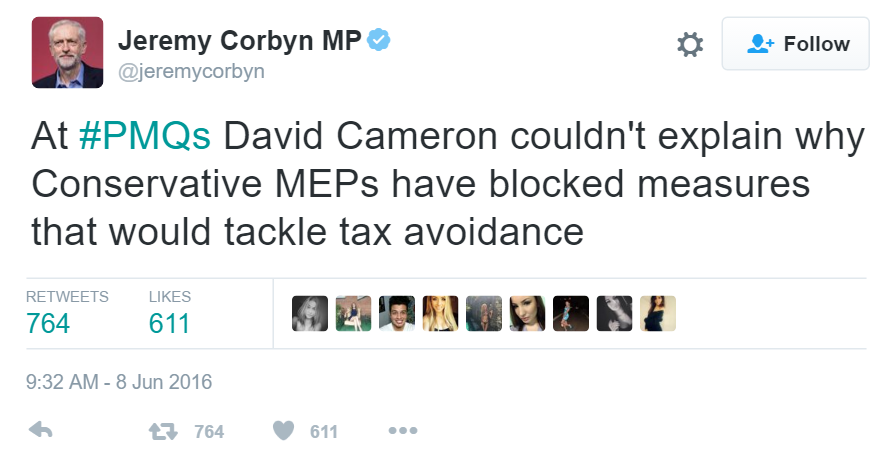 Jeremy Corbyn MP
@jeremycorbyn
Follow
At #PMQs David Cameron couldn't explain why
Conservative MEPs have blocked measures
that would tackle tax avoidance
RETWEETS LIKES
764 611
9:32 AM - 8 Jun 2016
764 611